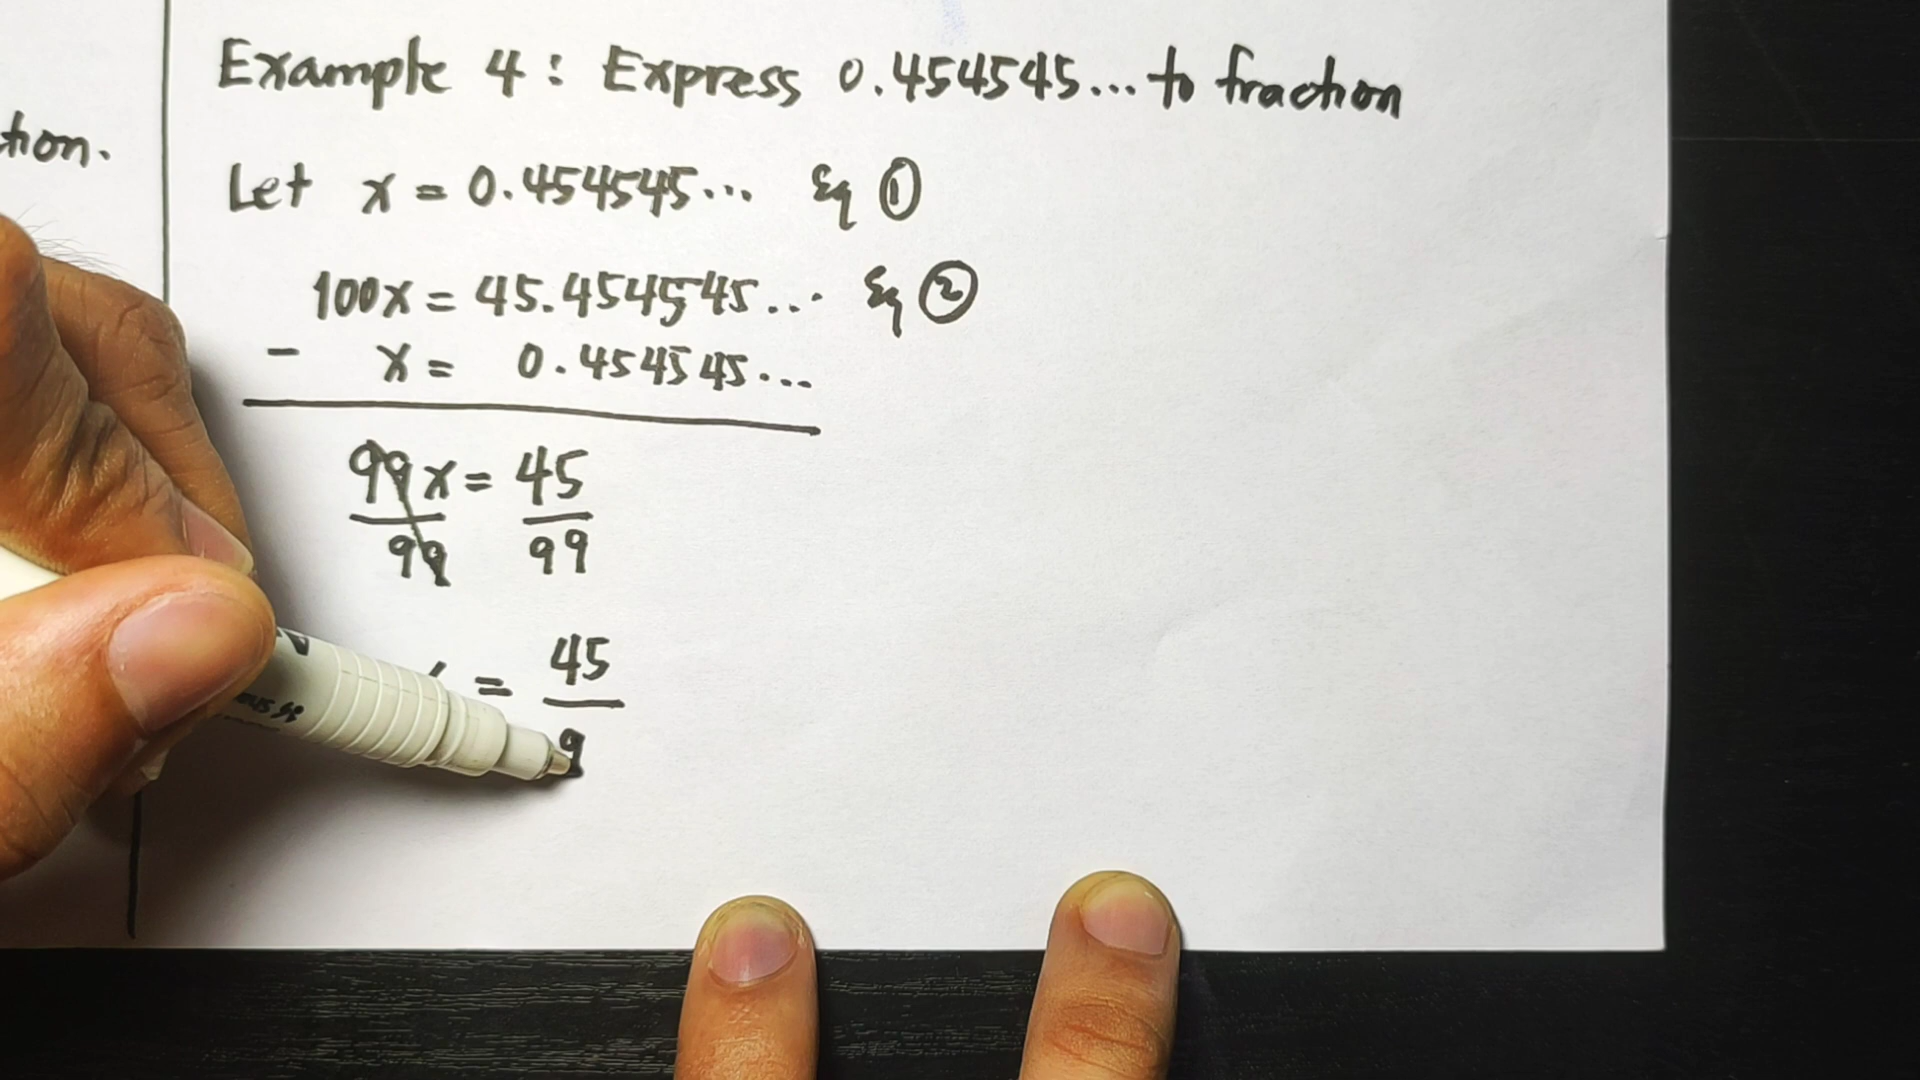 tion.
Example 4 : Express 0.454545... to fraction
Let x = 0.454545... Eq ①
100x = 45.454545... Eq ②
- x = 0.454545...
99x = 45
99 99
= 45
9